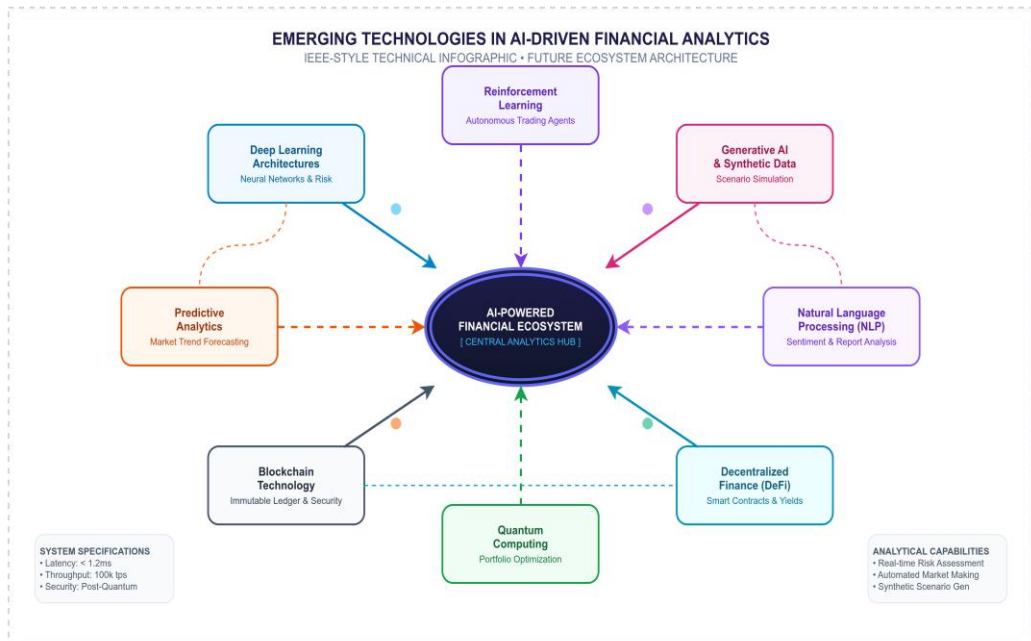 EMERGING TECHNOLOGIES IN AI-DRIVEN FINANCIAL ANALYTICS
IEEE-STYLE TECHNICAL INFOGRAPHIC • FUTURE ECOSYSTEM ARCHITECTURE
Reinforcement
Learning
Autonomous Trading Agents
Deep Learning
Architectures
Neural Networks & Risk
Generative AI
& Synthetic Data
Scenario Simulation
Predictive
Analytics
Market Trend Forecasting
AI-POWERED
FINANCIAL ECOSYSTEM
[ CENTRAL ANALYTICS HUB ]
Natural Language
Processing (NLP)
Sentiment & Report Analysis
Blockchain
Technology
Immutable Ledger & Security
Decentralized
Finance (DeFi)
Smart Contracts & Yields
Quantum
Computing
Portfolio Optimization
SYSTEM SPECIFICATIONS
• Latency: < 1.2ms
• Throughput: 100k tps
• Security: Post-Quantum
ANALYTICAL CAPABILITIES
• Real-time Risk Assessment
• Automated Market Making
• Synthetic Scenario Gen